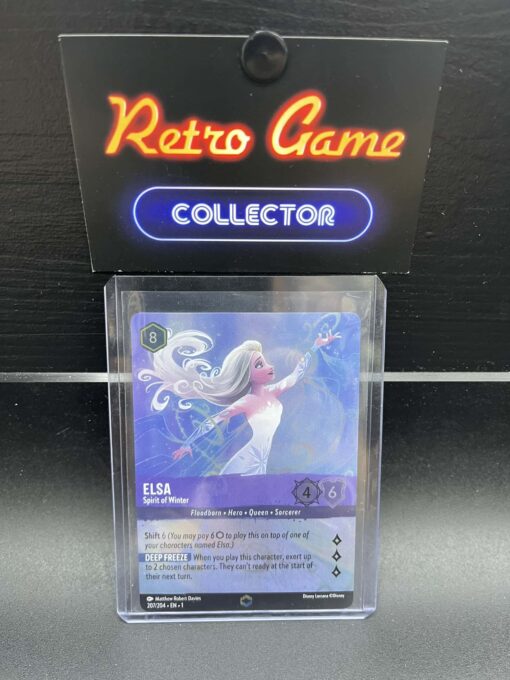 Retro Game
COLLECTOR
8
ELSA
Spirit of Winter
4 6
Floodborn • Hero • Queen • Sorcerer
Shift 6 (You may pay 6 to play this on top of one of
your characters named Elsa.)
DEEP FREEZE When you play this character, exert up
to 2 chosen characters. They can't ready at the start of
their next turn.
Matthew Robert Davies
Disney Lorcana ©Disney
207/204 • EN • 1